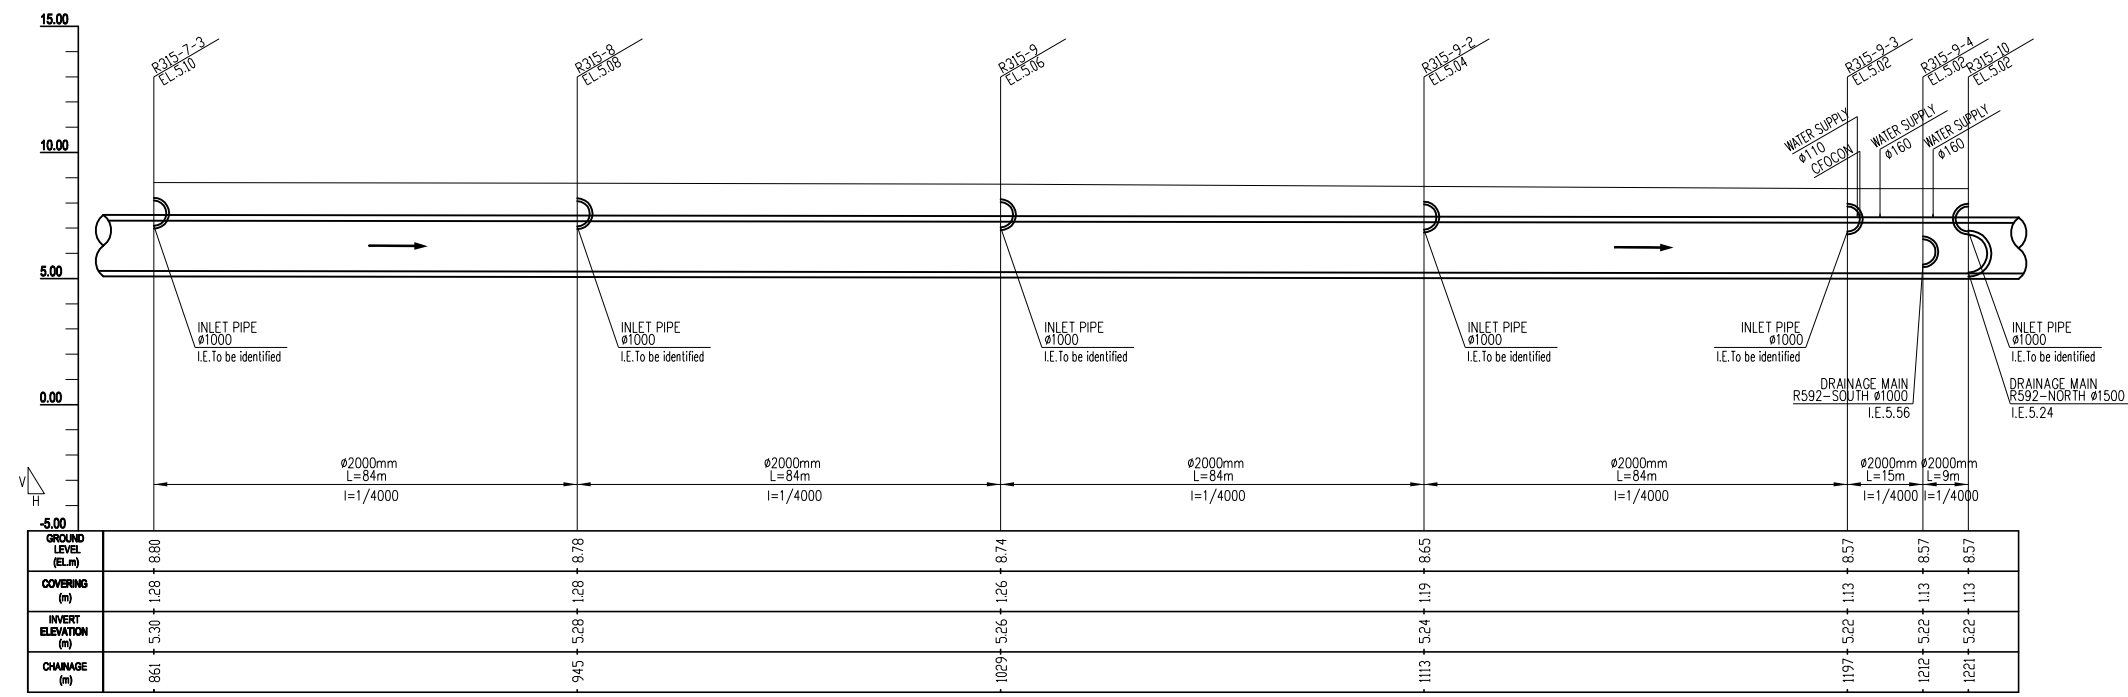 15.00
10.00
5.00
0.00
-5.00
R315-7-3
EL.5.10
R315-8
EL.5.08
R315-9
EL.5.06
R315-9-2
EL.5.04
R315-9-3
EL.5.02
R315-9-4
EL.5.02
R315-10
EL.5.02
WATER SUPPLY
ø110
CFOCON
WATER SUPPLY
ø160
WATER SUPPLY
ø160
INLET PIPE
ø1000
I.E.To be identified
INLET PIPE
ø1000
I.E.To be identified
INLET PIPE
ø1000
I.E.To be identified
INLET PIPE
ø1000
I.E.To be identified
INLET PIPE
ø1000
I.E.To be identified
INLET PIPE
ø1000
I.E.To be identified
DRAINAGE MAIN
R592-SOUTH ø1000
I.E.5.56
DRAINAGE MAIN
R592-NORTH ø1500
I.E.5.24
V
H
ø2000mm
L=84m
I=1/4000
ø2000mm
L=84m
I=1/4000
ø2000mm
L=84m
I=1/4000
ø2000mm
L=84m
I=1/4000
ø2000mm
L=15m
I=1/4000
ø2000mm
L=9m
I=1/4000
GROUND
LEVEL
(EL.m)
8.80 8.78 8.74 8.65 8.57 8.57 8.57
COVERING
(m)
1.28 1.28 1.26 1.19 1.13 1.13 1.13
INVERT
ELEVATION
(m)
5.30 5.28 5.26 5.24 5.22 5.22 5.22
CHAINAGE
(m)
861 945 1029 1113 1197 1212 1221